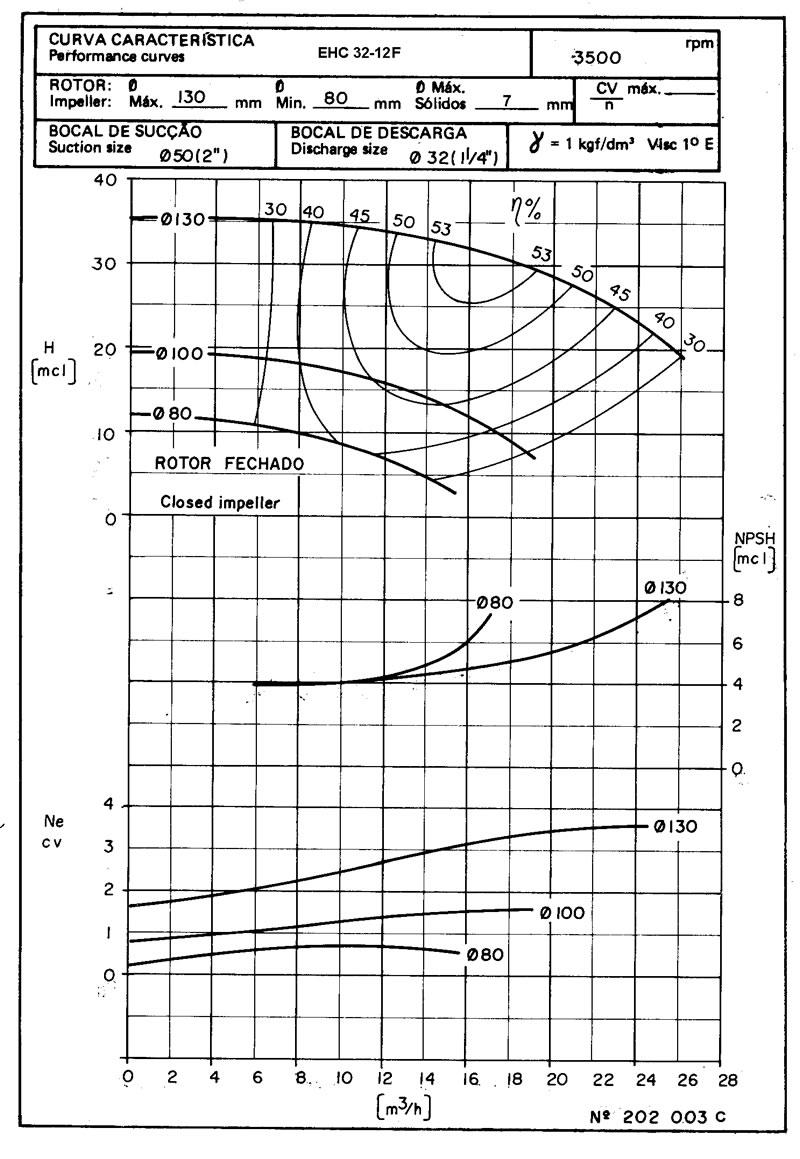 CURVA CARACTERÍSTICA
Performance curves
EHC 32-12F
3500 rpm
ROTOR: Ø Ø Ø Máx.
Impeller: Máx. 130 mm Min. 80 mm Sólidos 7 mm
CV máx.
n
BOCAL DE SUCÇÃO
Suction size Ø50(2")
BOCAL DE DESCARGA
Discharge size Ø 32(1 1/4")
γ = 1 kgf/dm³ Visc 1º E
40
30
20
10
0
H
[mcl]
Ø130
30 40 45 50 53
η%
53 50 45 40 30
Ø100
Ø80
ROTOR FECHADO
Closed impeller
NPSH
[mcl]
8
6
4
2
0
Ø80
Ø130
Ne
cv
4
3
2
1
0
Ø130
Ø100
Ø80
0 2 4 6 8 10 12 14 16 18 20 22 24 26 28
[m³/h]
Nº 202 003 C